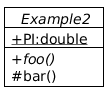 Example2
+PI:double
+foo()
#bar()